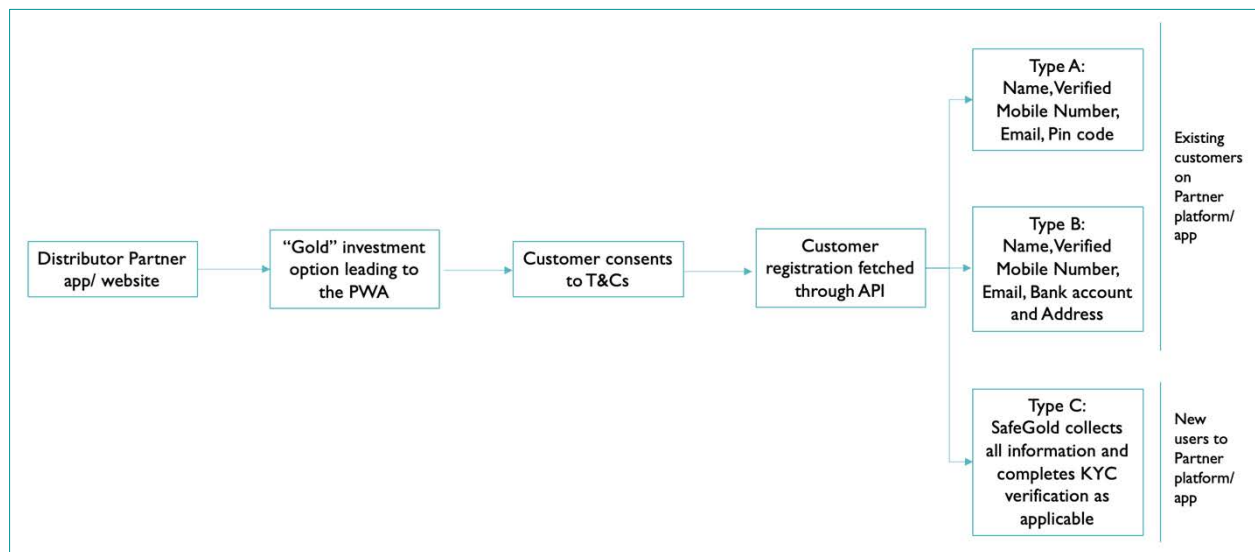 Distributor Partner
app/ website
“Gold” investment
option leading to
the PWA
Customer consents
to T&Cs
Customer
registration fetched
through API
Type A:
Name, Verified
Mobile Number,
Email, Pin code
Type B:
Name, Verified
Mobile Number,
Email, Bank account
and Address
Type C:
SafeGold collects
all information and
completes KYC
verification as
applicable
Existing
customers
on
Partner
platform/
app
New
users to
Partner
platform/
app